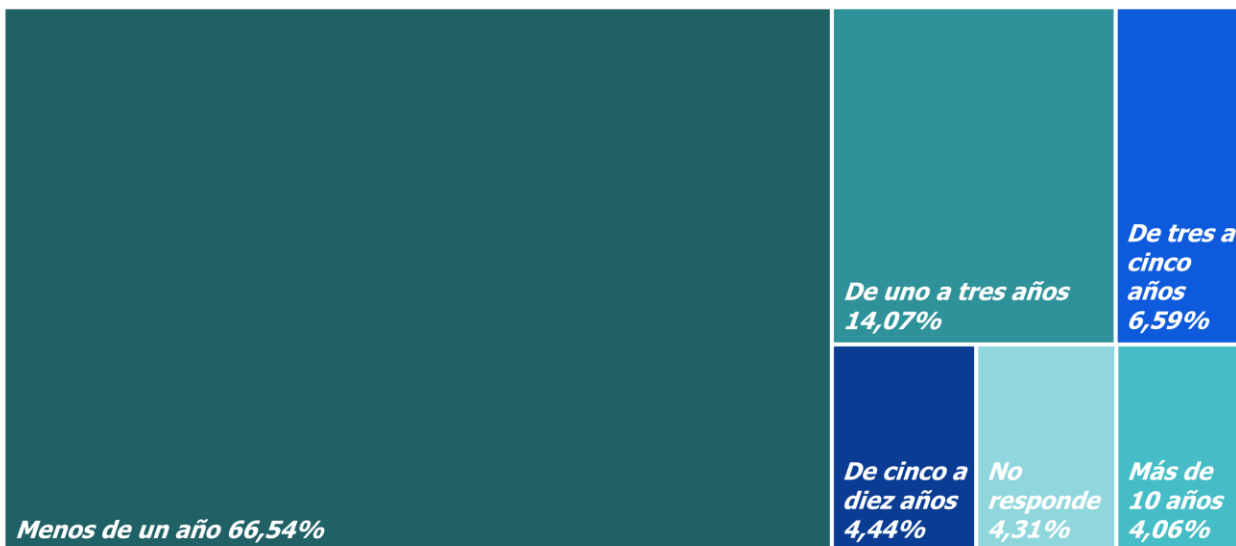 Menos de un año 66,54%
De uno a tres años
14,07%
De tres a
cinco
años
6,59%
De cinco a
diez años
4,44%
No
responde
4,31%
Más de
10 años
4,06%